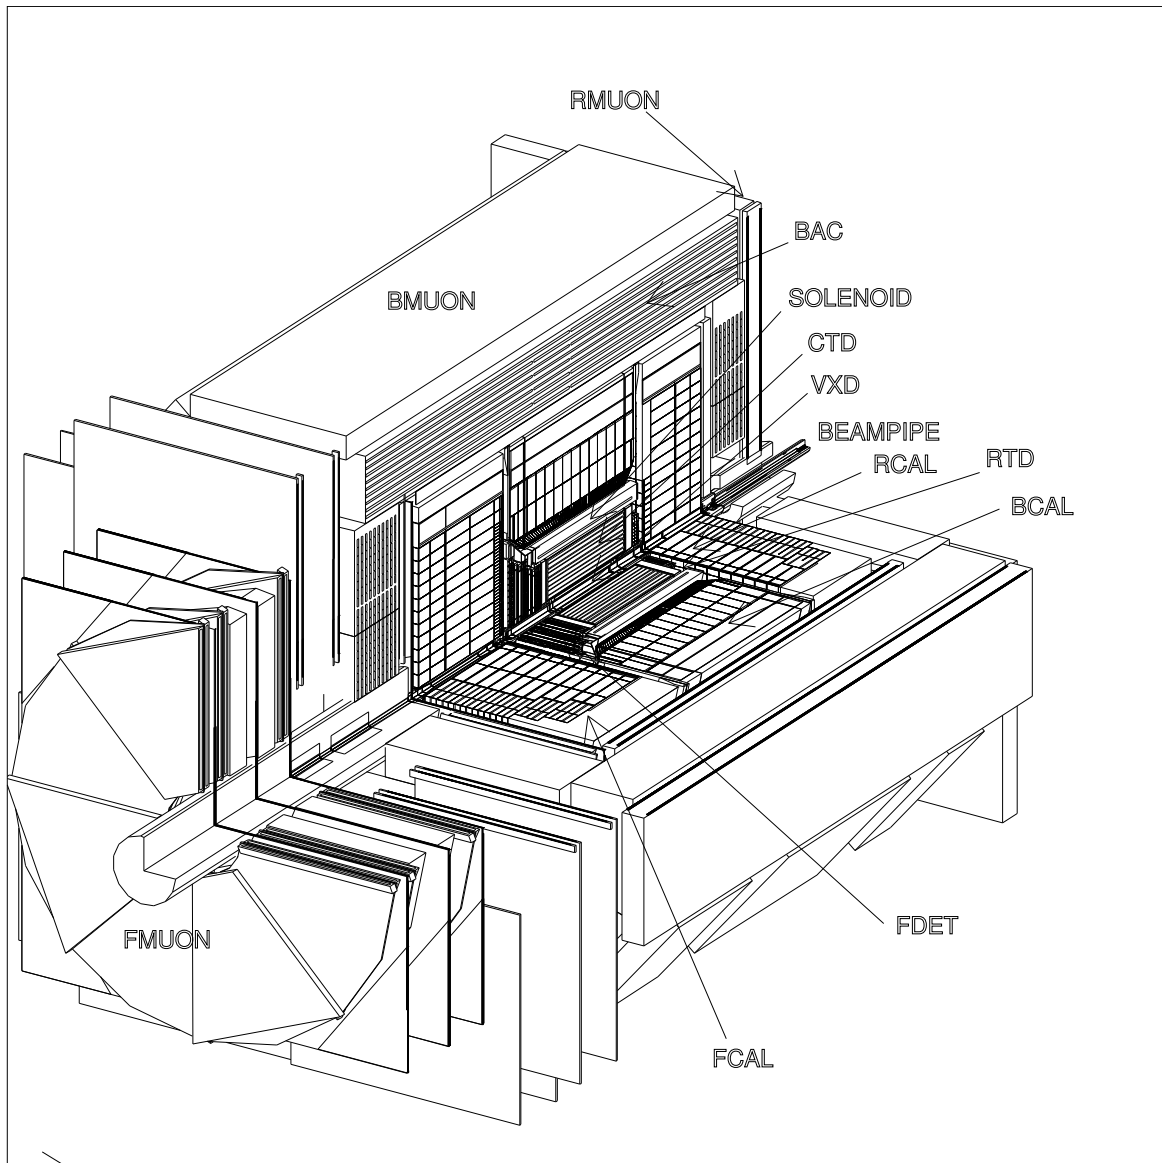 RMUON
BAC
BMUON
SOLENOID
CTD
VXD
BEAMPIPE
RCAL
RTD
BCAL
FMUON
FDET
FCAL